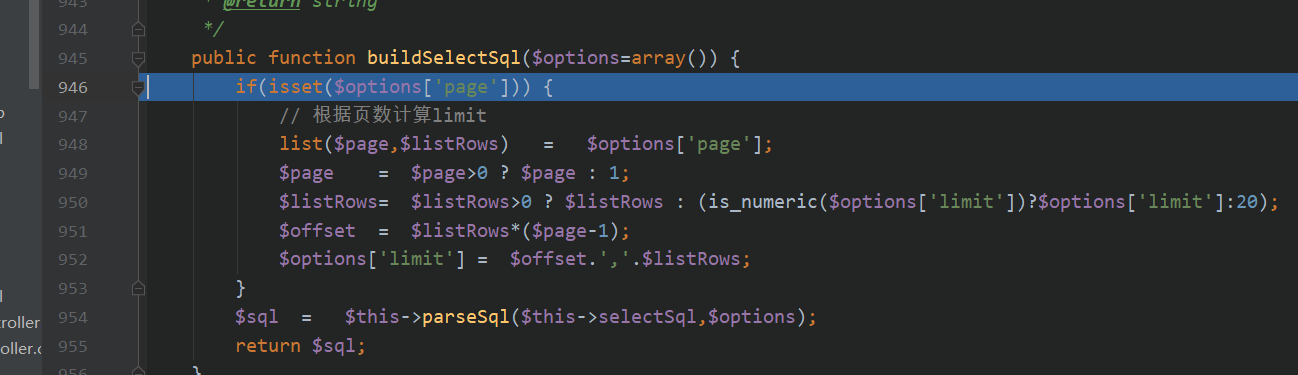 943 * @return string
944 */
945 public function buildSelectSql($options=array()) {
946 if(isset($options['page'])) {
947 // 根据页数计算limit
948 list($page,$listRows) = $options['page'];
949 $page = $page>0 ? $page : 1;
950 $listRows= $listRows>0 ? $listRows : (is_numeric($options['limit'])?$options['limit']:20);
951 $offset = $listRows*($page-1);
952 $options['limit'] = $offset.','.$listRows;
953 }
954 $sql = $this->parseSql($this->selectSql,$options);
955 return $sql;
956 }
troller
oller.c